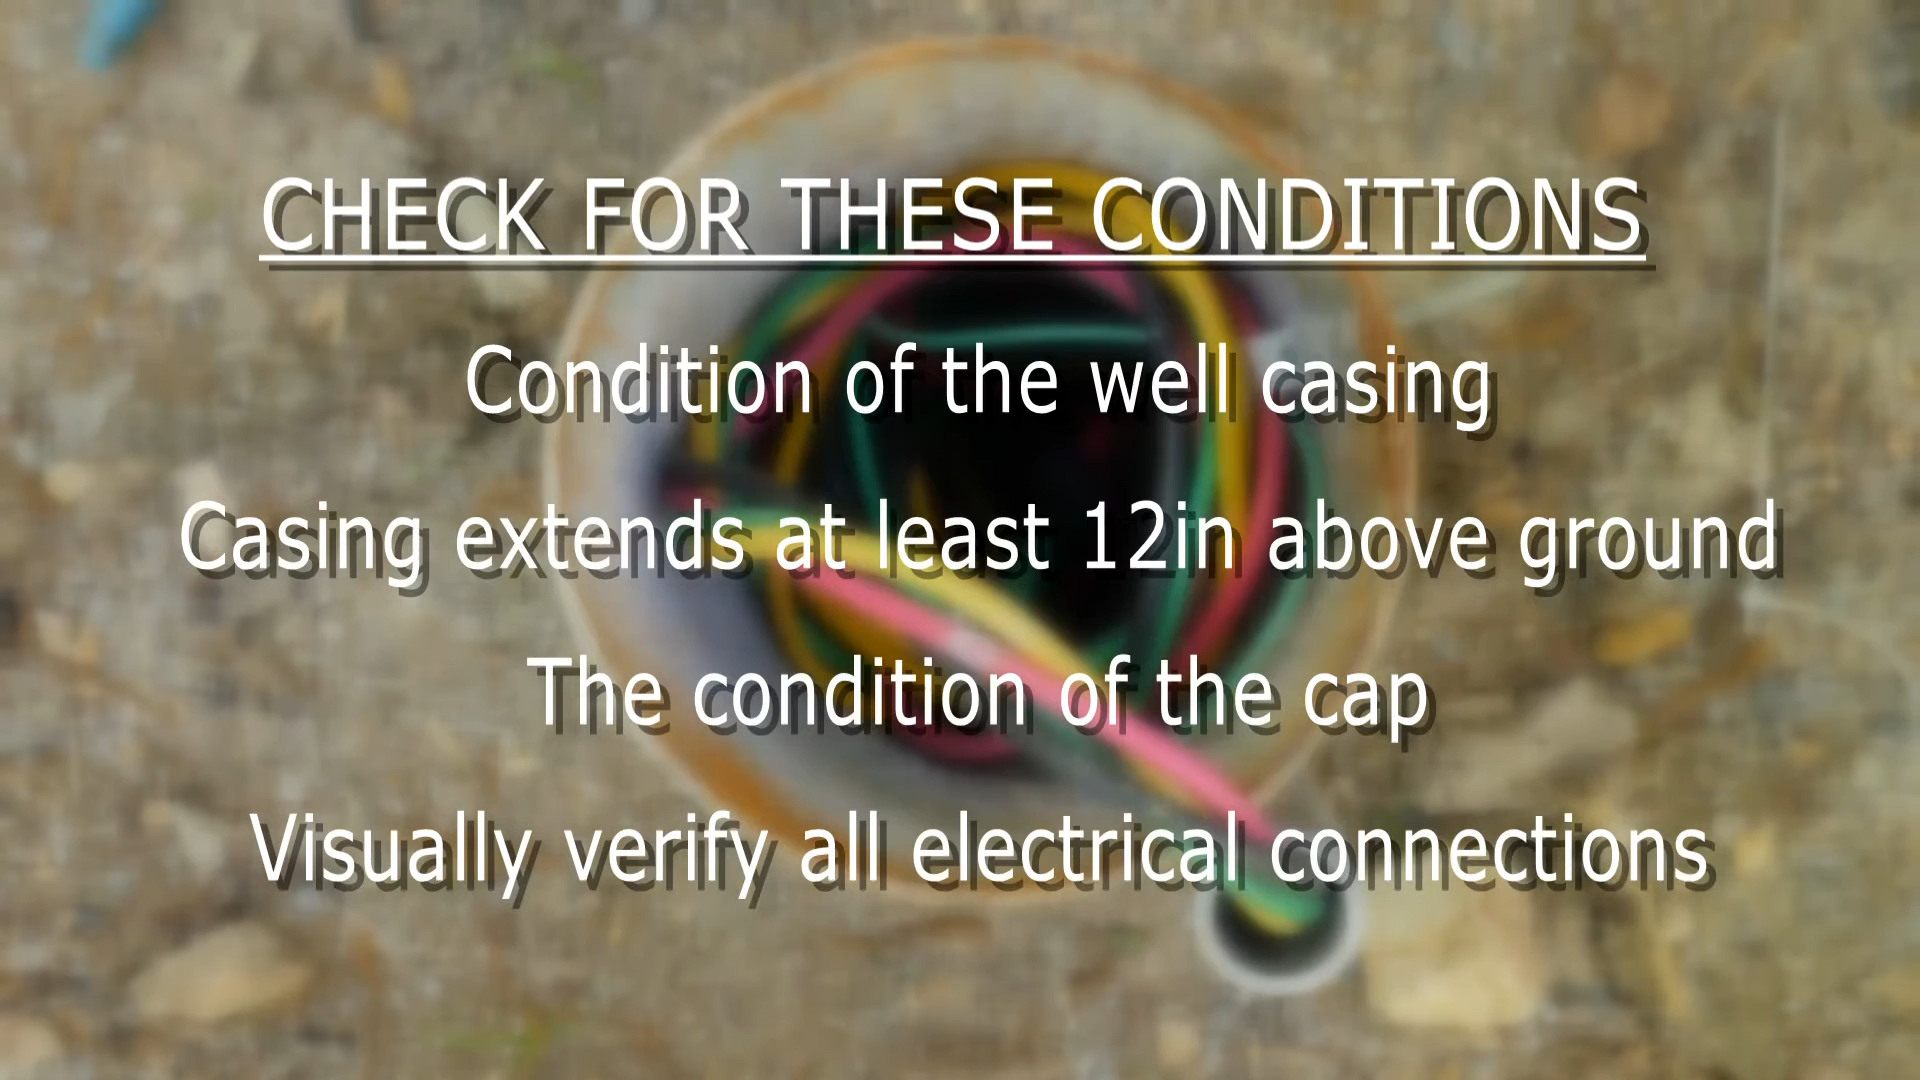 CHECK FOR THESE CONDITIONS
Condition of the well casing
Casing extends at least 12in above ground
The condition of the cap
Visually verify all electrical connections